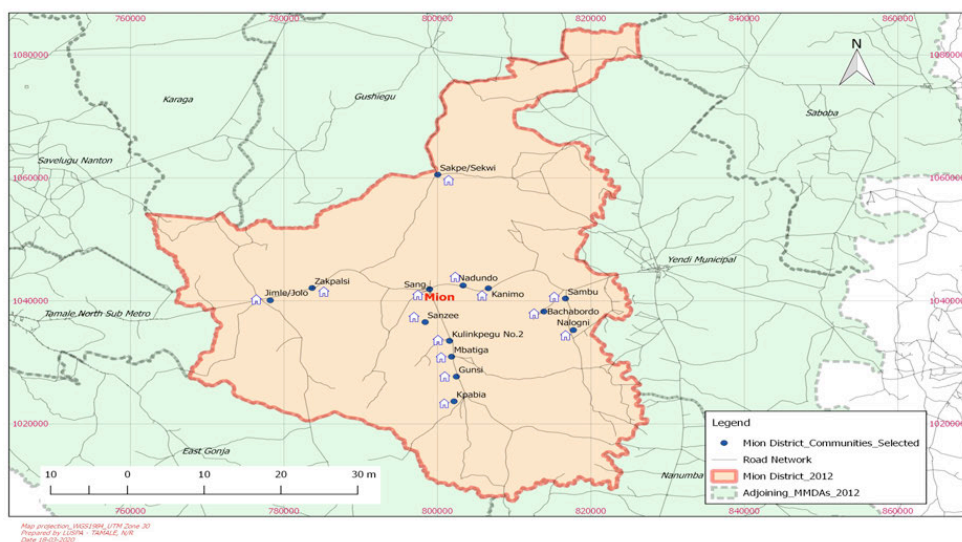 760000 780000 800000 820000 840000 860000
1080000 1080000
N
Karaga
Gushiegu
Saboba
Savelugu Nanton
1060000 1060000
Sakpe/Sekwi
Yendi Municipal
Nadundo
Zakpalsi
Sang
Jimle/Jolo
Kanimo
Sambu
Mion
1040000 1040000
Tamale North Sub Metro
Sanzee
Bachabordo
Nalogni
Kulinkpegu No.2
Mbatiga
Gunsi
Kpabia
1020000 1020000
East Gonja
Nanumba
Legend
Mion District_Communities_Selected
Road Network
Mion District_2012
Adjoining_MMDAs_2012
10 0 10 20 30 m
760000 780000 800000 820000 840000 860000
Map projection_WGS1984_UTM Zone 30
Prepared by LUSPA - TAMALE, N/R
Date 18-03-2020